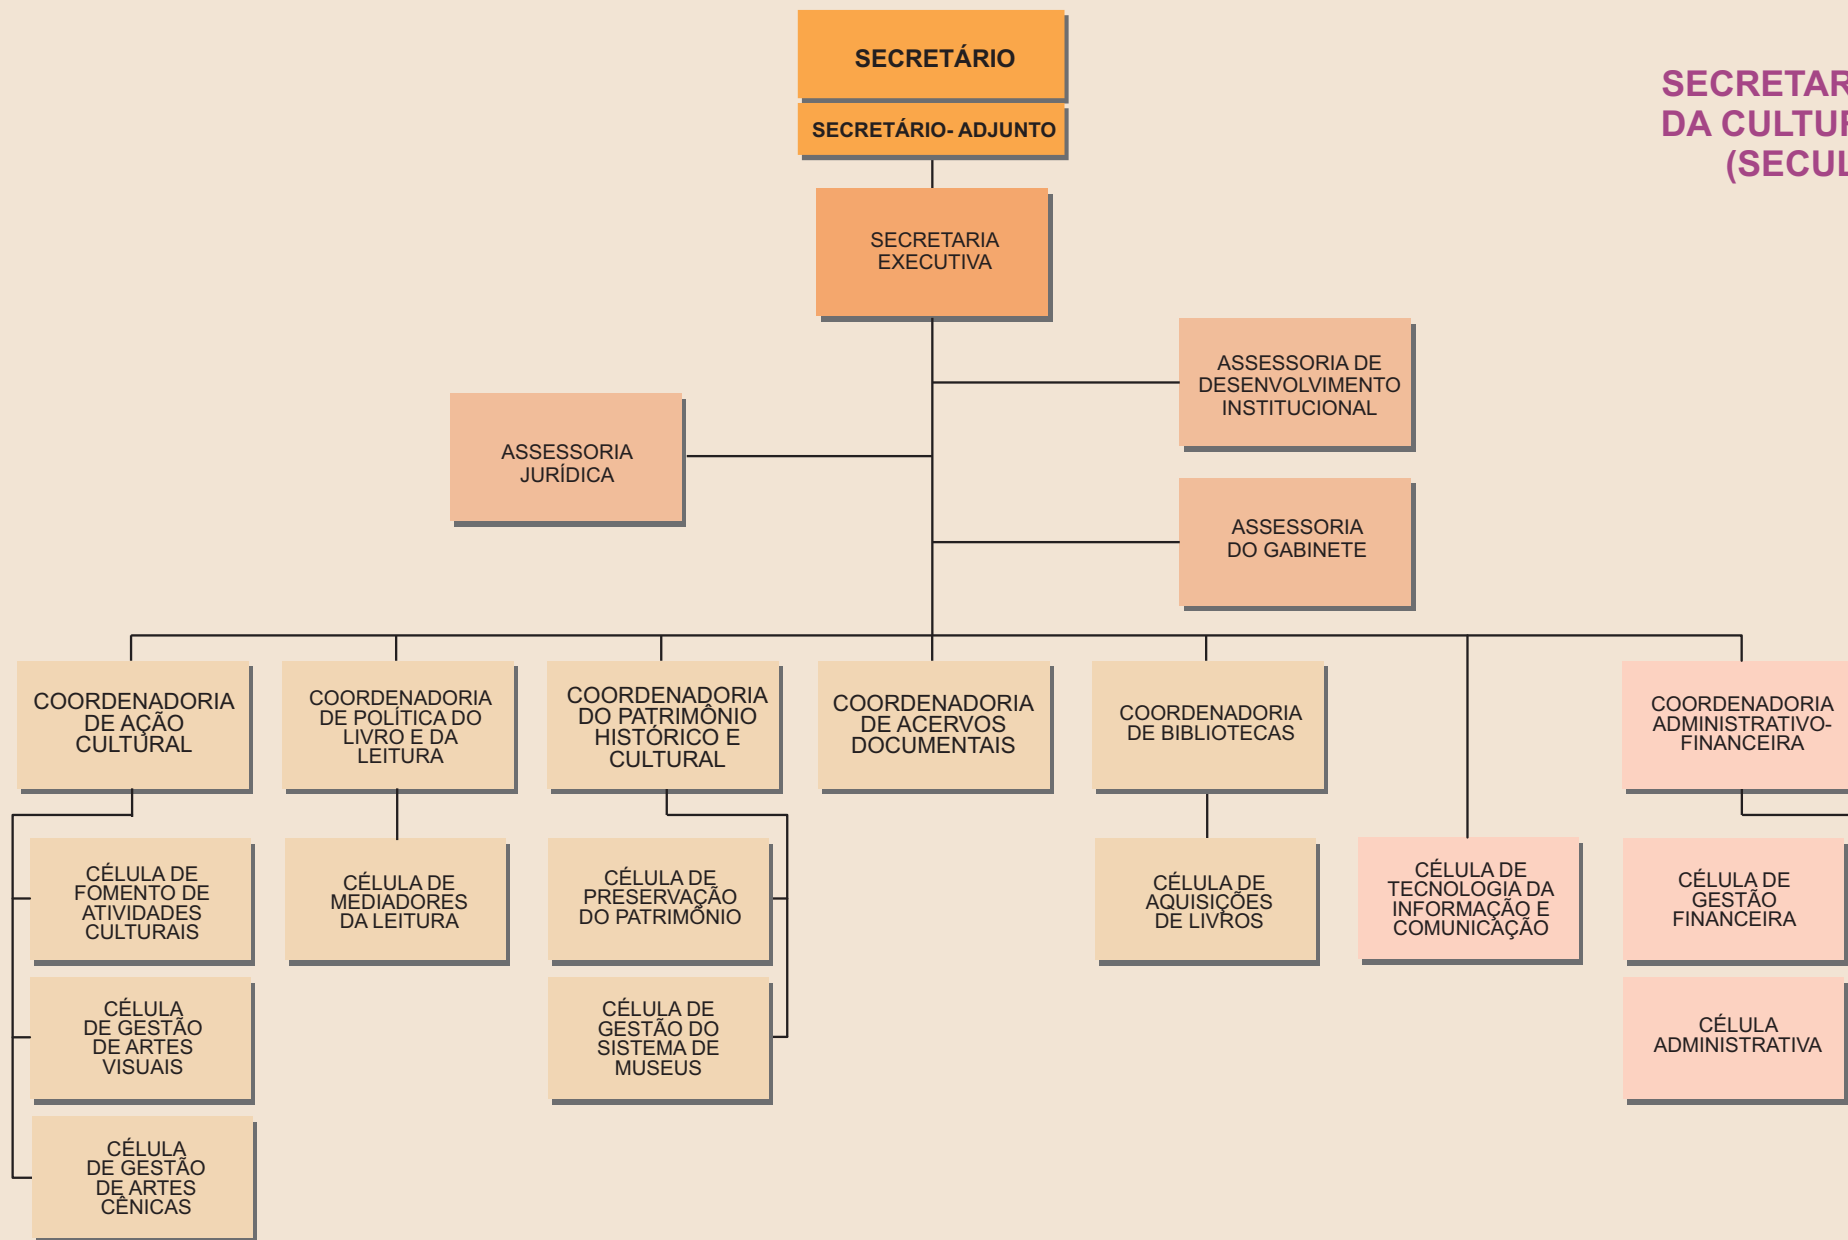 SECRETÁRIO
SECRETÁRIO- ADJUNTO
SECRETARIA
EXECUTIVA
ASSESSORIA DE
DESENVOLVIMENTO
INSTITUCIONAL
ASSESSORIA
JURÍDICA
ASSESSORIA
DO GABINETE
COORDENADORIA
DE AÇÃO
CULTURAL
COORDENADORIA
DE POLÍTICA DO
LIVRO E DA
LEITURA
COORDENADORIA
DO PATRIMÔNIO
HISTÓRICO E
CULTURAL
COORDENADORIA
DE ACERVOS
DOCUMENTAIS
COORDENADORIA
DE BIBLIOTECAS
COORDENADORIA
ADMINISTRATIVO-
FINANCEIRA
CÉLULA DE
FOMENTO DE
ATIVIDADES
CULTURAIS
CÉLULA DE
MEDIADORES
DA LEITURA
CÉLULA DE
PRESERVAÇÃO
DO PATRIMÔNIO
CÉLULA DE
AQUISIÇÕES
DE LIVROS
CÉLULA DE
TECNOLOGIA DA
INFORMAÇÃO E
COMUNICAÇÃO
CÉLULA DE
GESTÃO
FINANCEIRA
CÉLULA
DE GESTÃO
DE ARTES
VISUAIS
CÉLULA DE
GESTÃO DO
SISTEMA DE
MUSEUS
CÉLULA
ADMINISTRATIVA
CÉLULA
DE GESTÃO
DE ARTES
CÊNICAS
DA